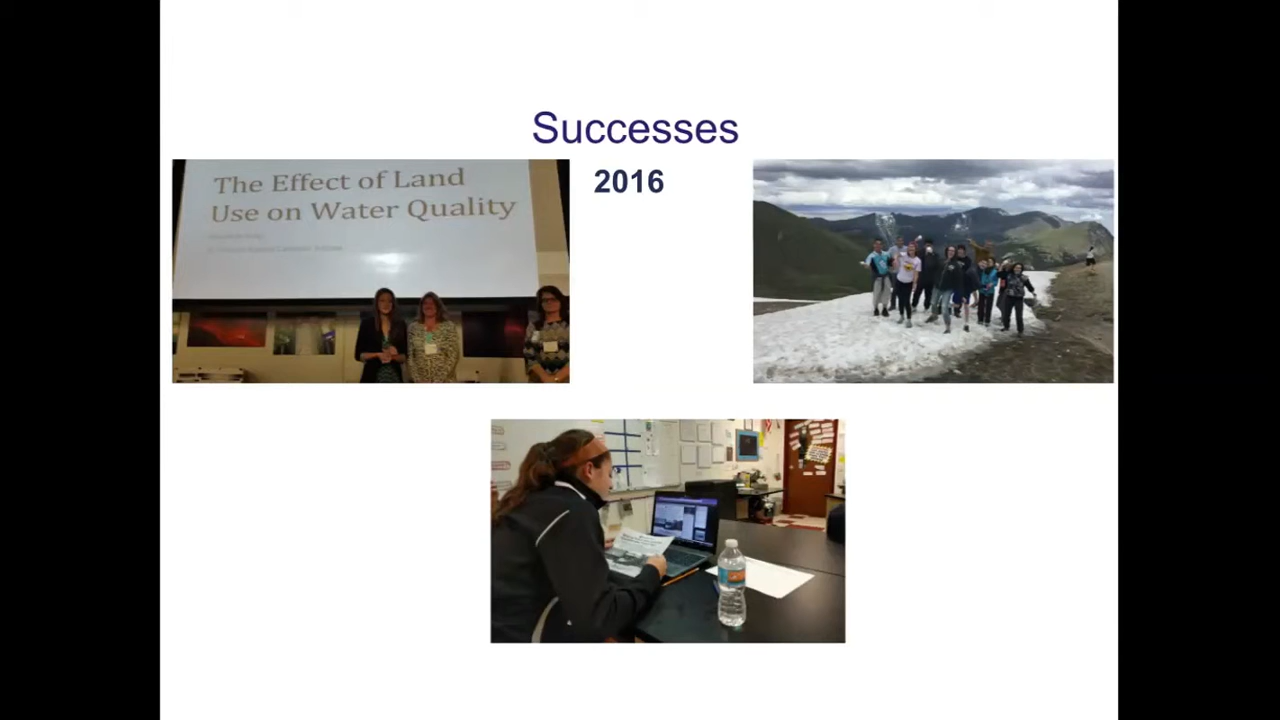 Successes
2016
The Effect of Land
Use on Water Quality